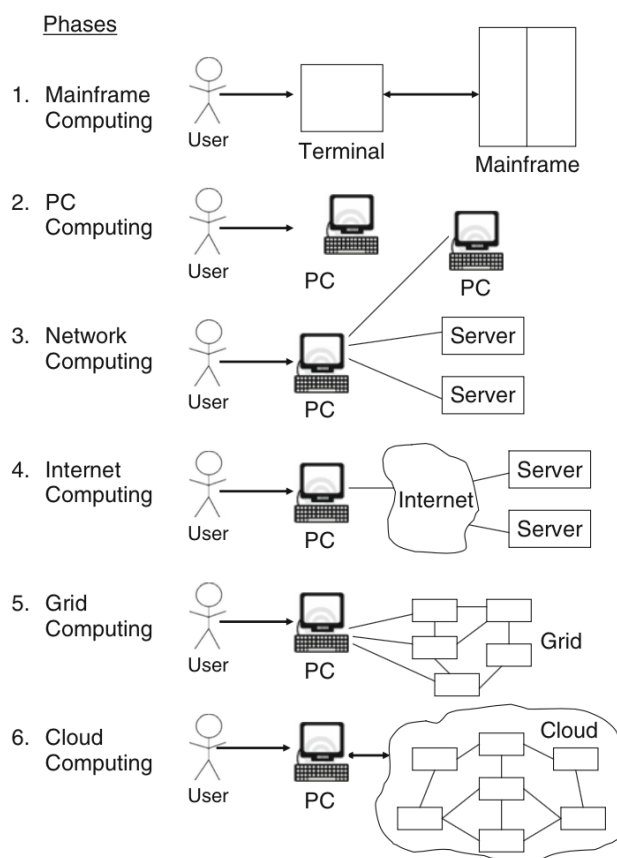 Phases
1. Mainframe
Computing
User
Terminal
Mainframe
2. PC
Computing
User
PC
PC
3. Network
Computing
User
PC
Server
Server
4. Internet
Computing
User
PC
Internet
Server
Server
5. Grid
Computing
User
PC
Grid
6. Cloud
Computing
User
PC
Cloud